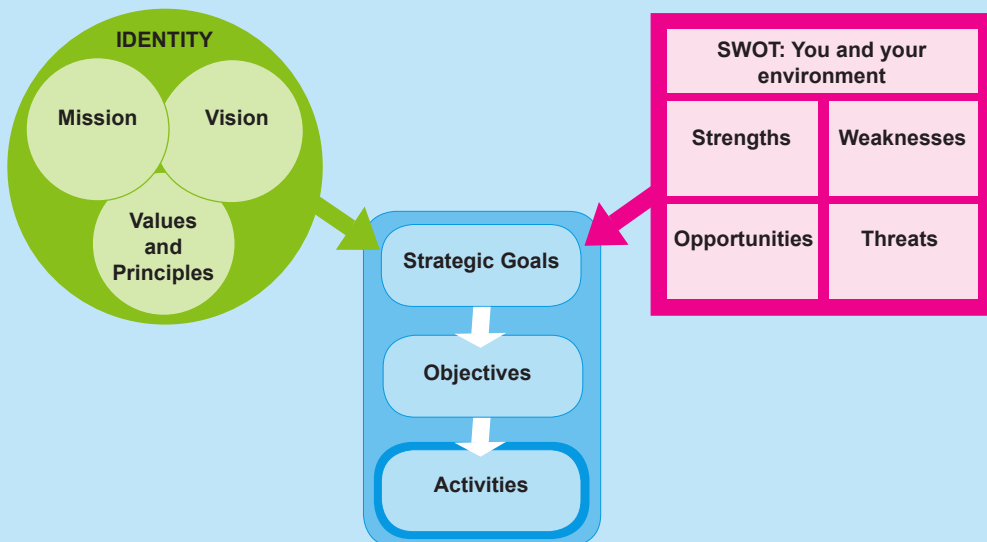 IDENTITY
Mission
Vision
Values
and
Principles
SWOT: You and your
environment
Strengths
Weaknesses
Opportunities
Threats
Strategic Goals
Objectives
Activities